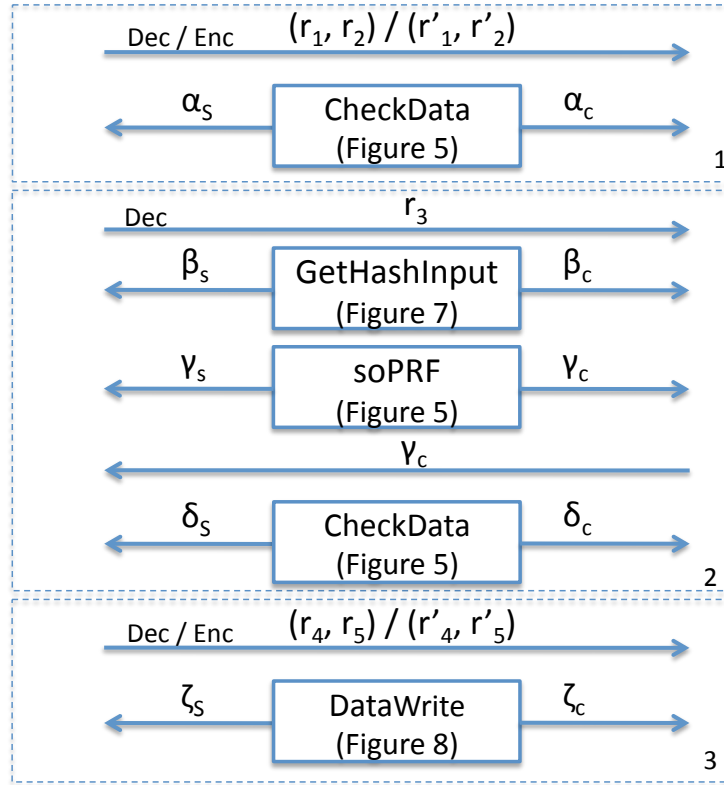 Dec / Enc (r₁, r₂) / (r'₁, r'₂)
α_S CheckData α_c
(Figure 5)
1
Dec r₃
β_s GetHashInput β_c
(Figure 7)
γ_s soPRF γ_c
(Figure 5)
γ_c
δ_S CheckData δ_c
(Figure 5)
2
Dec / Enc (r₄, r₅) / (r'₄, r'₅)
ζ_S DataWrite ζ_c
(Figure 8)
3